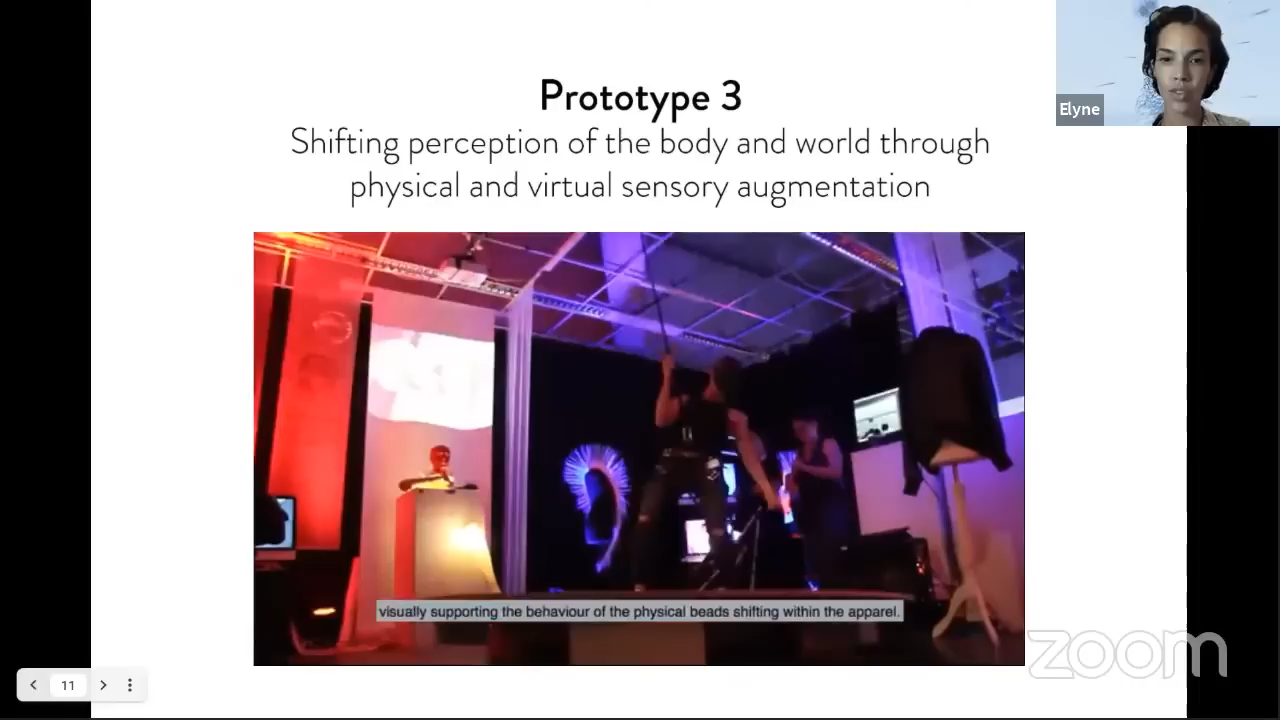 Prototype 3
Shifting perception of the body and world through
physical and virtual sensory augmentation
Elyne
visually supporting the behaviour of the physical beads shifting within the apparel.
11
zoom